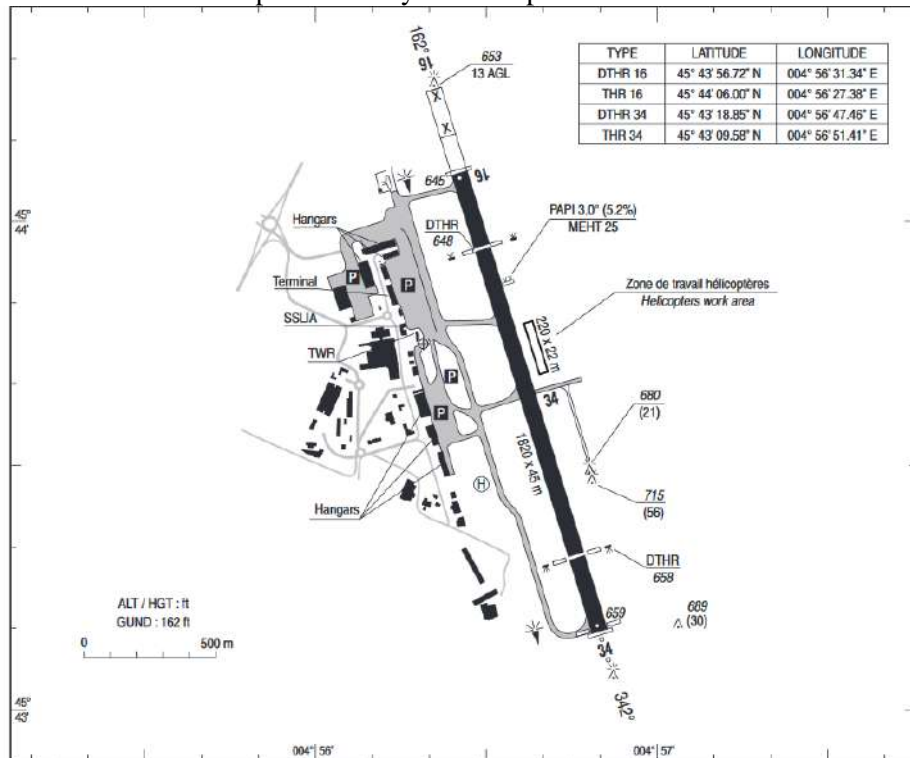 162°
16
653
13 AGL
TYPE LATITUDE LONGITUDE
DTHR 16 45° 43' 56.72" N 004° 56' 31.34" E
THR 16 45° 44' 06.00" N 004° 56' 27.38" E
DTHR 34 45° 43' 18.85" N 004° 56' 47.46" E
THR 34 45° 43' 09.58" N 004° 56' 51.41" E
X
X
645
16
45°
44'
Hangars
DTHR
648
PAPI 3.0° (5.2%)
MEHT 25
P
P
Terminal
Zone de travail hélicoptères
Helicopters work area
SSLIA
220 x 22 m
TWR
P
34
680
(21)
P
1820 x 45 m
H
715
(56)
Hangars
DTHR
658
ALT / HGT : ft
GUND : 162 ft
659
689
(30)
0 500 m
34
342°
45°
43'
004° 56' 004° 57'